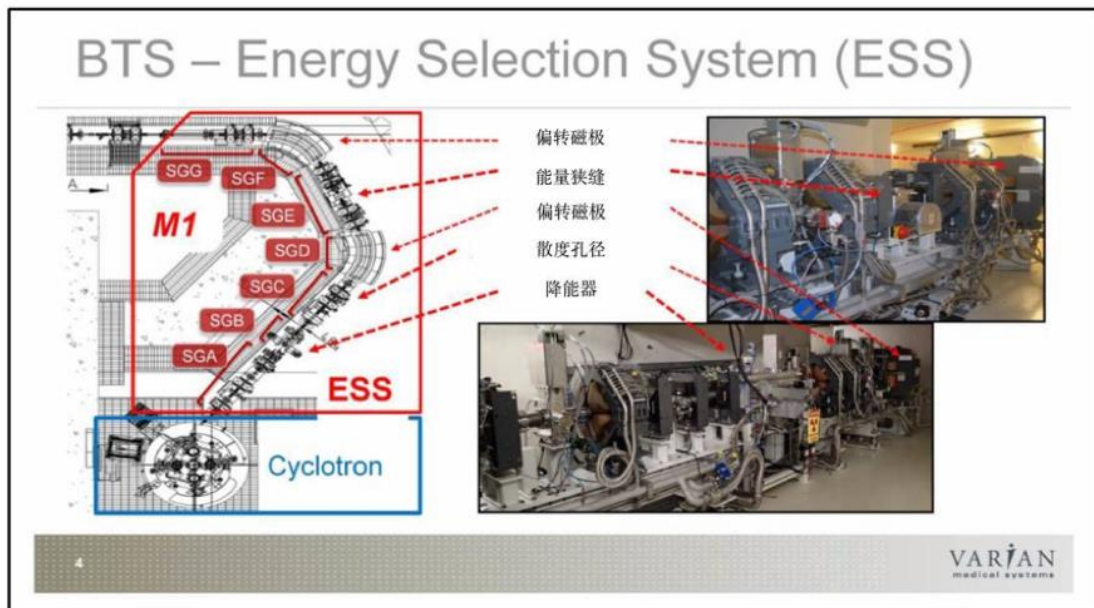 BTS – Energy Selection System (ESS)
偏转磁极
能量狭缝
偏转磁极
散度孔径
降能器
A
M1
SGG
SGF
SGE
SGD
SGC
SGB
SGA
ESS
Cyclotron
4
VARIAN
medical systems